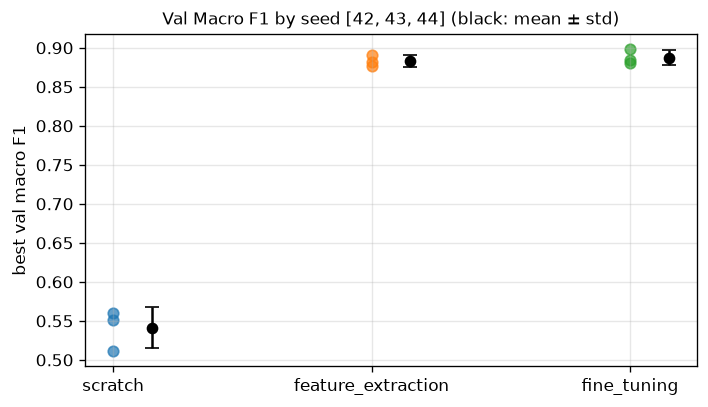 Val Macro F1 by seed [42, 43, 44] (black: mean ± std)
best val macro F1
0.90
0.85
0.80
0.75
0.70
0.65
0.60
0.55
0.50
scratch
feature_extraction
fine_tuning